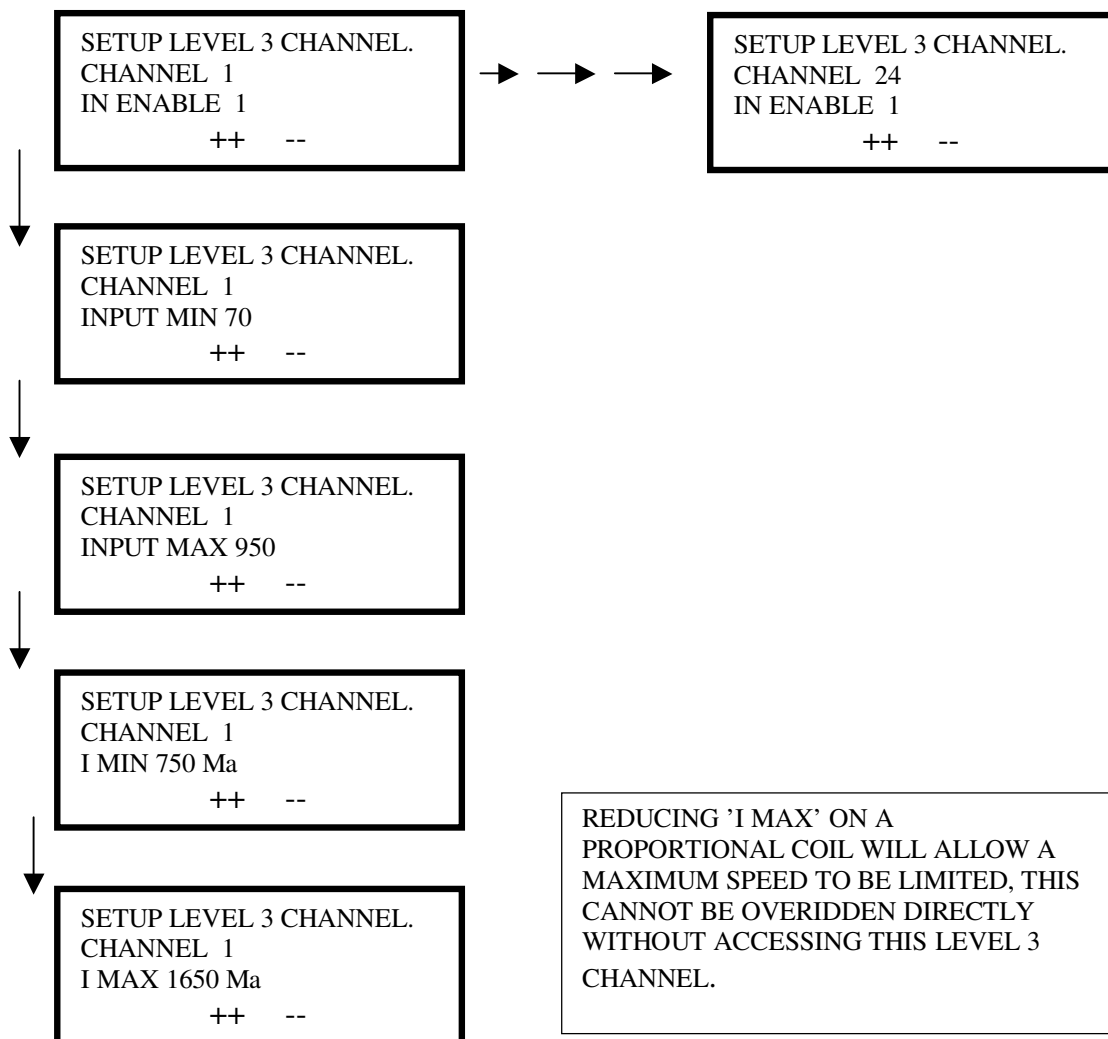 SETUP LEVEL 3 CHANNEL.
CHANNEL 1
IN ENABLE 1
++ --
SETUP LEVEL 3 CHANNEL.
CHANNEL 24
IN ENABLE 1
++ --
SETUP LEVEL 3 CHANNEL.
CHANNEL 1
INPUT MIN 70
++ --
SETUP LEVEL 3 CHANNEL.
CHANNEL 1
INPUT MAX 950
++ --
SETUP LEVEL 3 CHANNEL.
CHANNEL 1
I MIN 750 Ma
++ --
SETUP LEVEL 3 CHANNEL.
CHANNEL 1
I MAX 1650 Ma
++ --
REDUCING ’I MAX’ ON A
PROPORTIONAL COIL WILL ALLOW A
MAXIMUM SPEED TO BE LIMITED, THIS
CANNOT BE OVERIDDEN DIRECTLY
WITHOUT ACCESSING THIS LEVEL 3
CHANNEL.